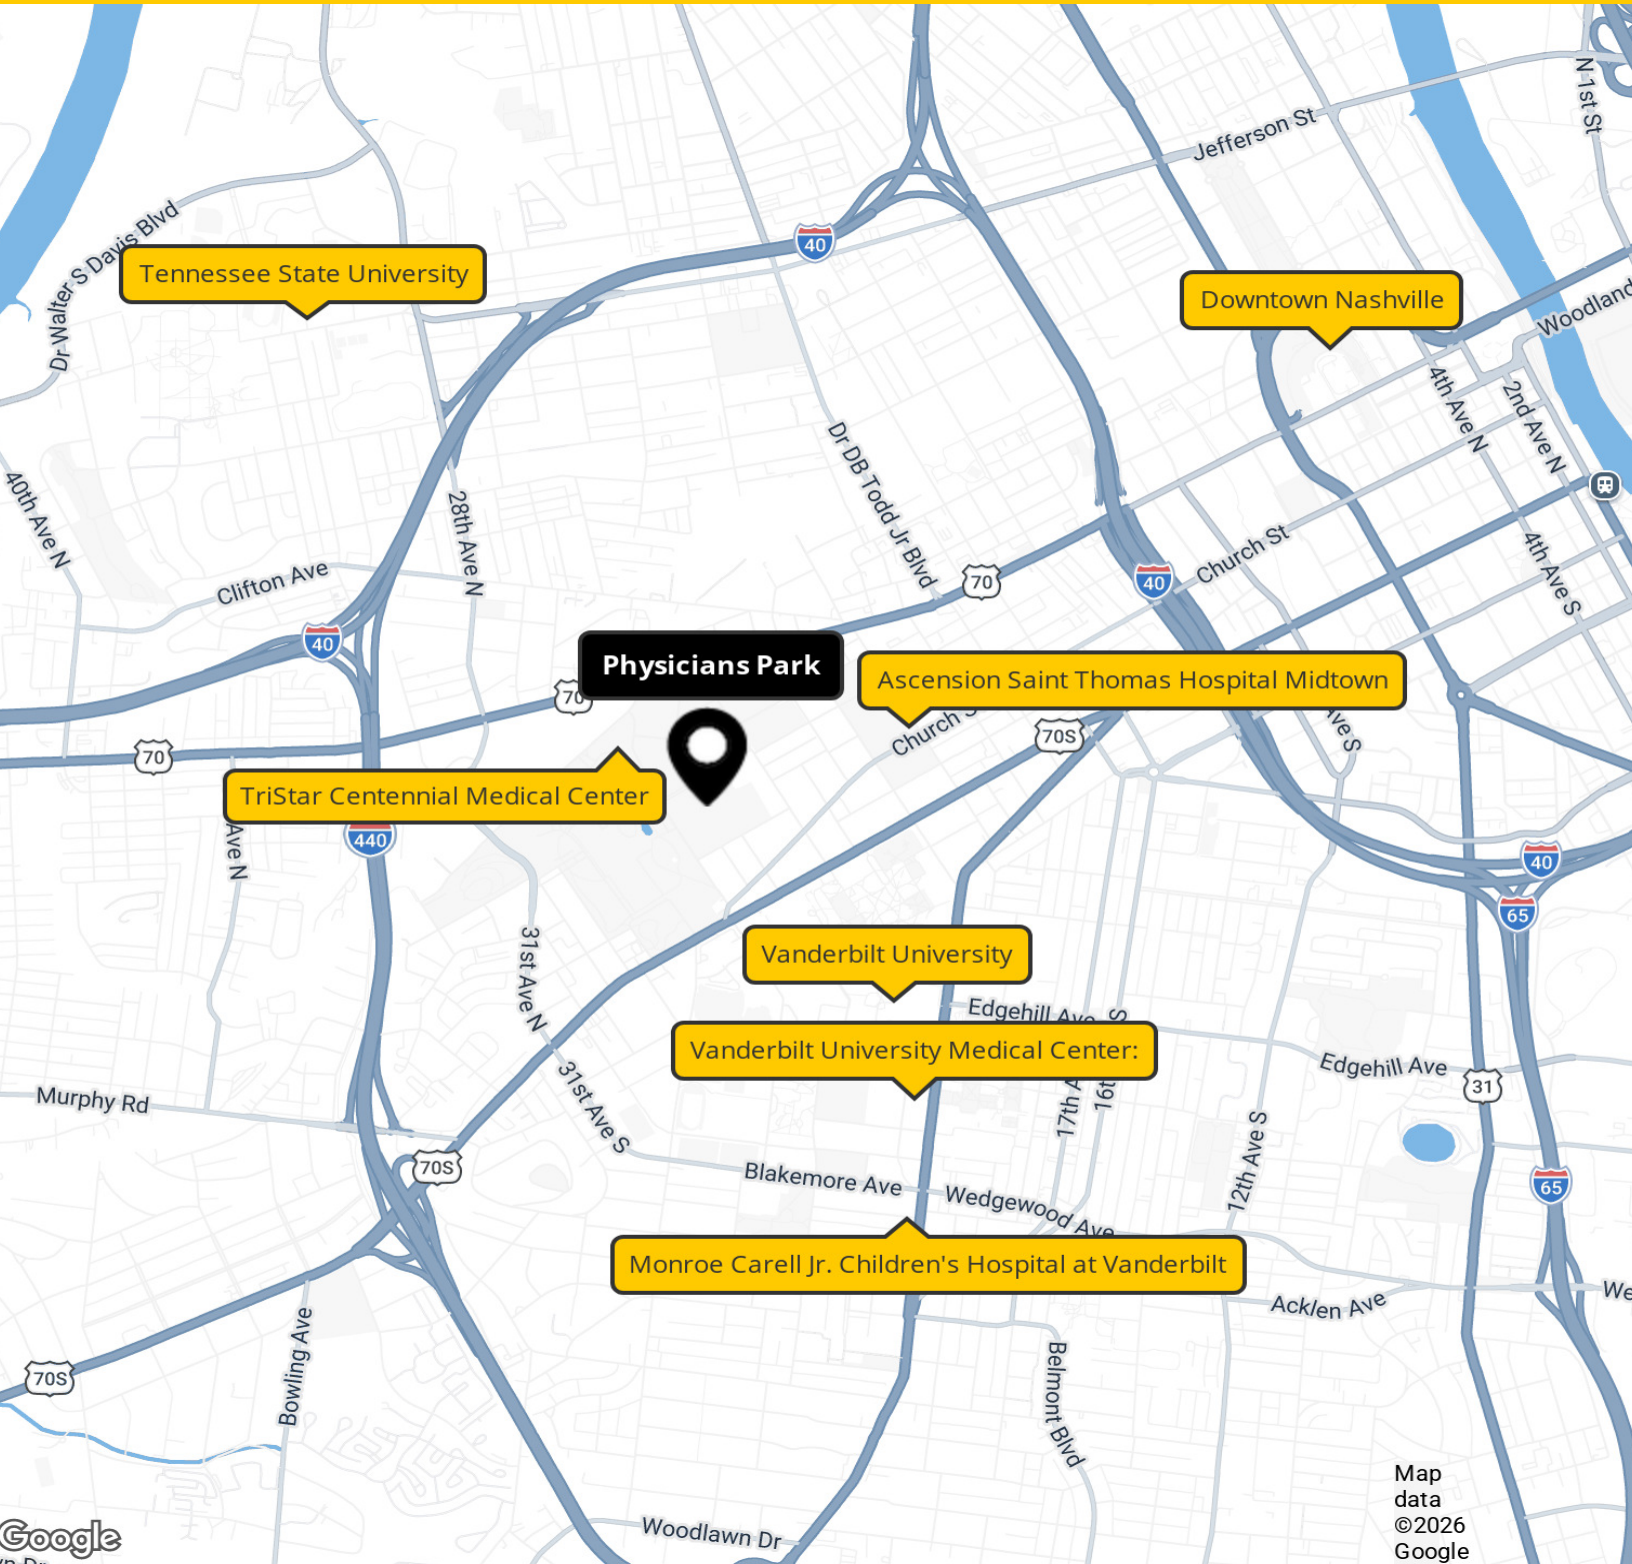 N 1st St
Jefferson St
Dr Walter S Davis Blvd
40
Tennessee State University
Downtown Nashville
Woodland
4th Ave N
2nd Ave N
Dr DB Todd Jr Blvd
40th Ave N
28th Ave N
Church St
4th Ave S
Clifton Ave
70
40
40
Physicians Park
70
Ascension Saint Thomas Hospital Midtown
Church S
70S
Ave S
70
TriStar Centennial Medical Center
440
Ave N
40
65
31st Ave N
Vanderbilt University
Edgehill Ave
S
Vanderbilt University Medical Center:
Edgehill Ave
31
Murphy Rd
31st Ave S
17th A
16t
12th Ave S
70S
Blakemore Ave
Wedgewood Ave
65
Monroe Carell Jr. Children's Hospital at Vanderbilt
We
Acklen Ave
Bowling Ave
70S
Belmont Blvd
Woodlawn Dr
Map
data
©2026
Google
Google